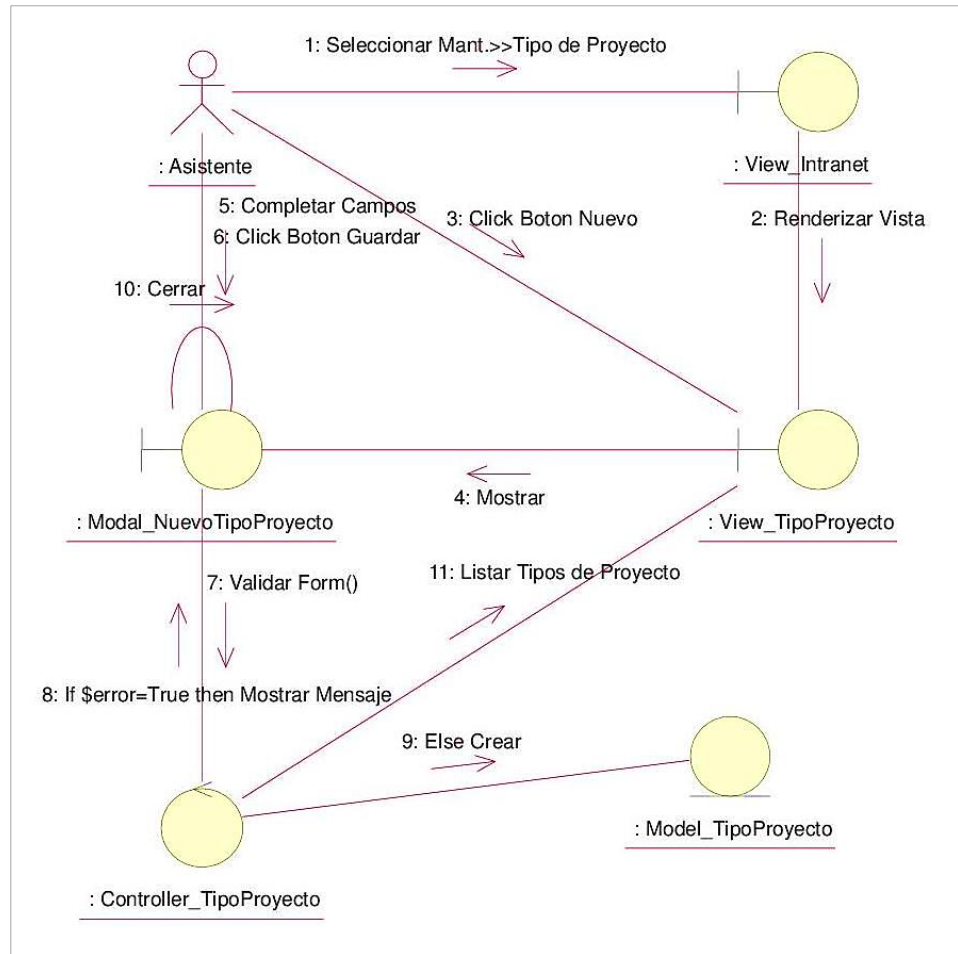 1: Seleccionar Mant.>>Tipo de Proyecto
: Asistente
: View_Intranet
5: Completar Campos
6: Click Boton Guardar
3: Click Boton Nuevo
2: Renderizar Vista
10: Cerrar
4: Mostrar
: Modal_NuevoTipoProyecto
: View_TipoProyecto
7: Validar Form()
11: Listar Tipos de Proyecto
8: If $error=True then Mostrar Mensaje
9: Else Crear
: Model_TipoProyecto
: Controller_TipoProyecto